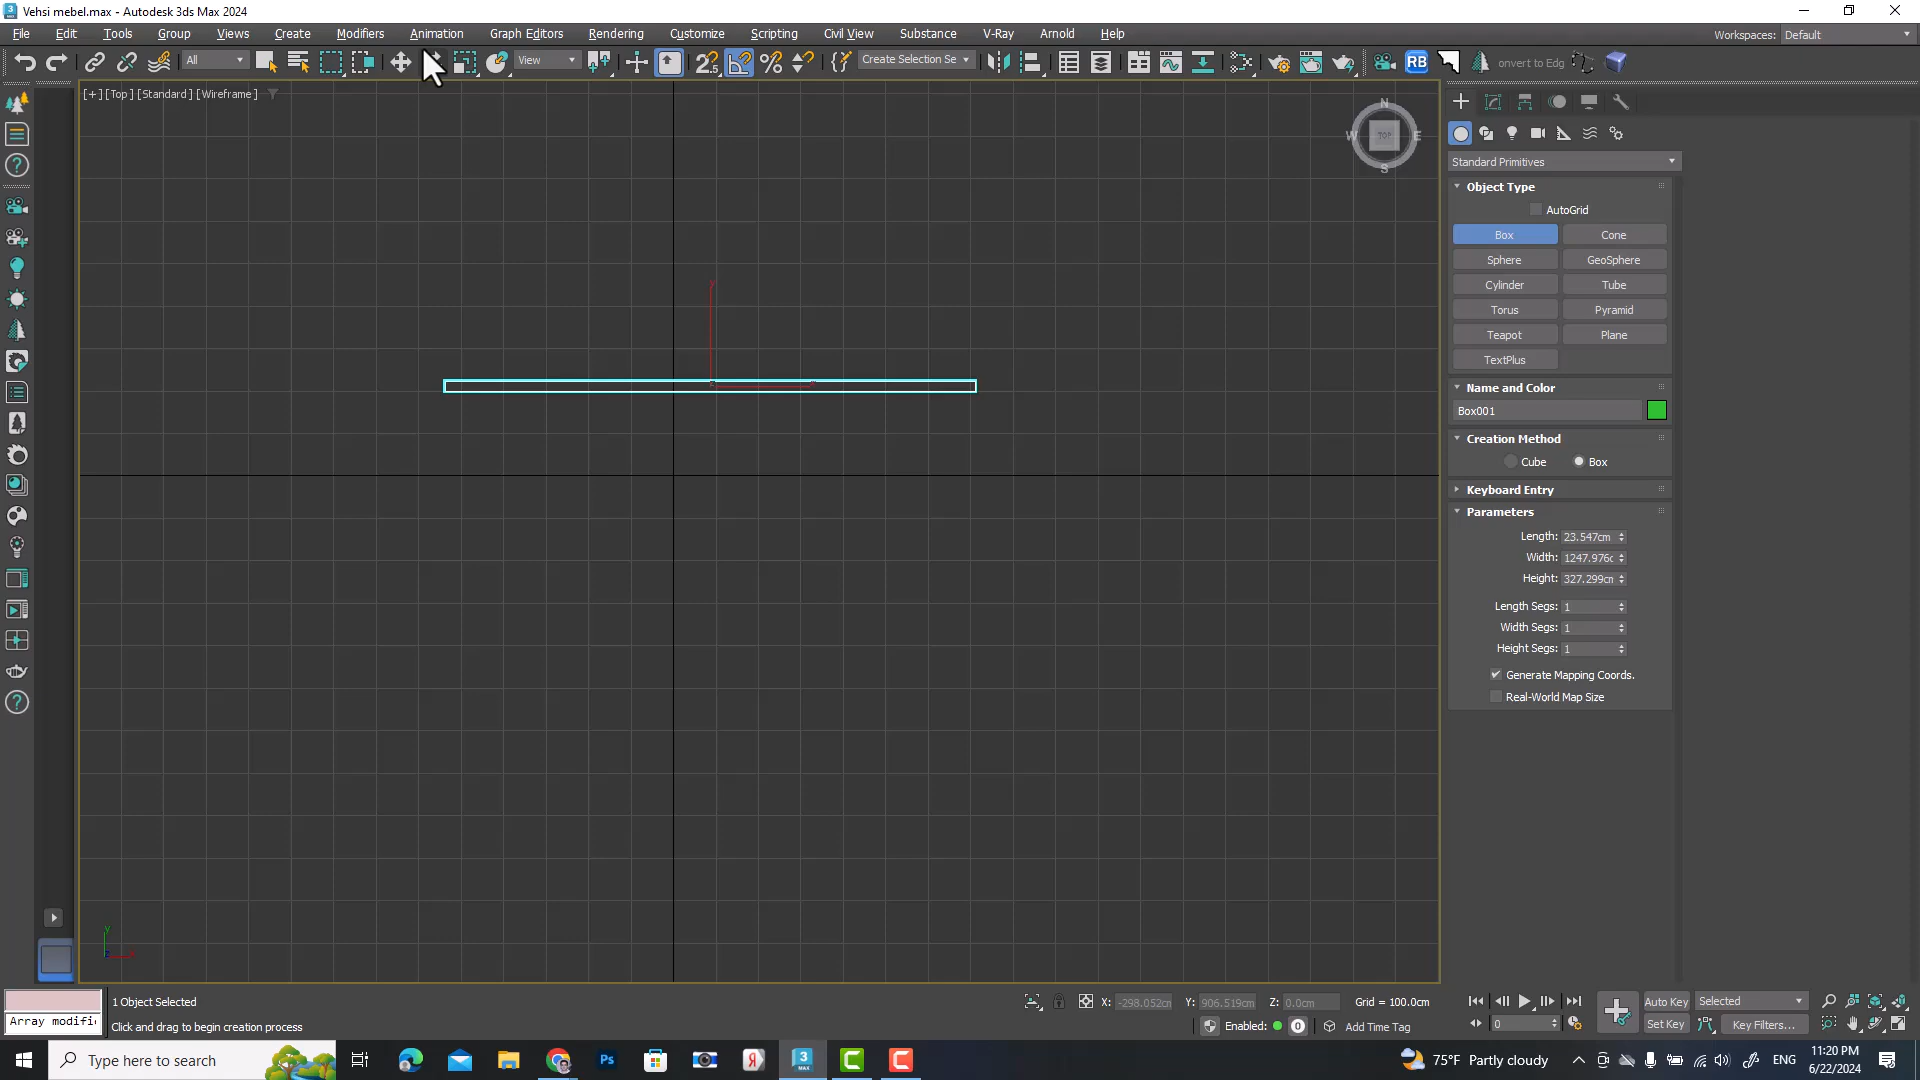 Vehsi mebel.max - Autodesk 3ds Max 2024
File Edit Tools Group Views Create Modifiers Animation Graph Editors Rendering Customize Scripting Civil View Substance V-Ray Arnold Help Workspaces: Default
All View Create Selection Se RB onvert to Edg
[+] [Top] [Standard] [Wireframe]
N
W TOP E
S
Standard Primitives
Object Type
AutoGrid
Box Cone
Sphere GeoSphere
Cylinder Tube
Torus Pyramid
Teapot Plane
TextPlus
Name and Color
Box001
Creation Method
Cube Box
Keyboard Entry
Parameters
Length: 23.547cm
Width: 1247.976c
Height: 327.299cm
Length Segs: 1
Width Segs: 1
Height Segs: 1
Generate Mapping Coords.
Real-World Map Size
1 Object Selected X: -298.052cm Y: 906.519cm Z: 0.0cm Grid = 100.0cm Auto Key Selected
Array modifi Click and drag to begin creation process Enabled: 0 Add Time Tag 0 Set Key Key Filters...
Type here to search 75°F Partly cloudy ENG 11:20 PM
6/22/2024